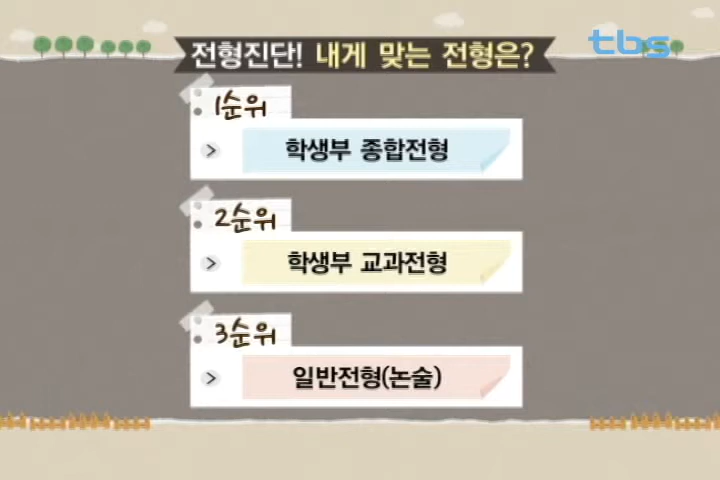 tbs
전형진단! 내게 맞는 전형은?
1순위
> 학생부 종합전형
2순위
> 학생부 교과전형
3순위
> 일반전형(논술)